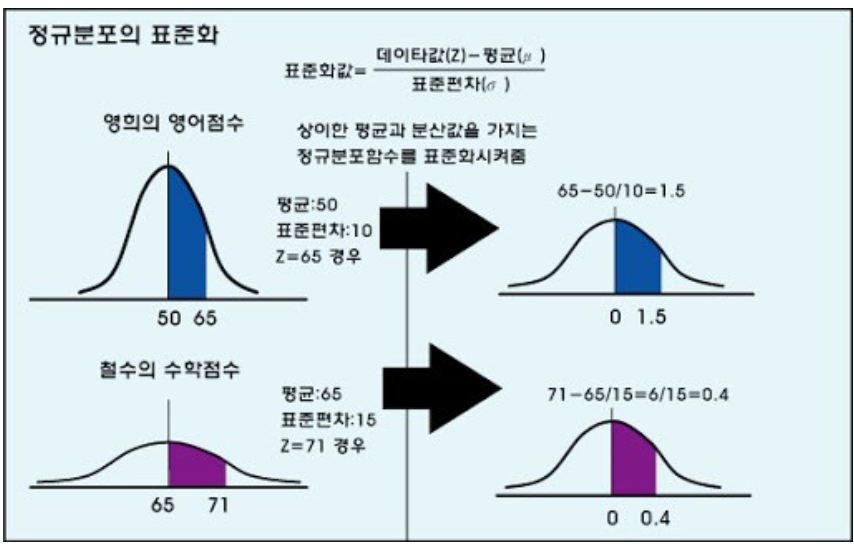 정규분포의 표준화
표준화값= 데이타값(Z)-평균(μ ) / 표준편차(σ )
영희의 영어점수
상이한 평균과 분산값을 가지는
정규분포함수를 표준화시켜줌
평균:50
표준편차:10
Z=65 경우
50 65
65-50/10=1.5
0 1.5
철수의 수학점수
평균:65
표준편차:15
Z=71 경우
65 71
71-65/15=6/15=0.4
0 0.4